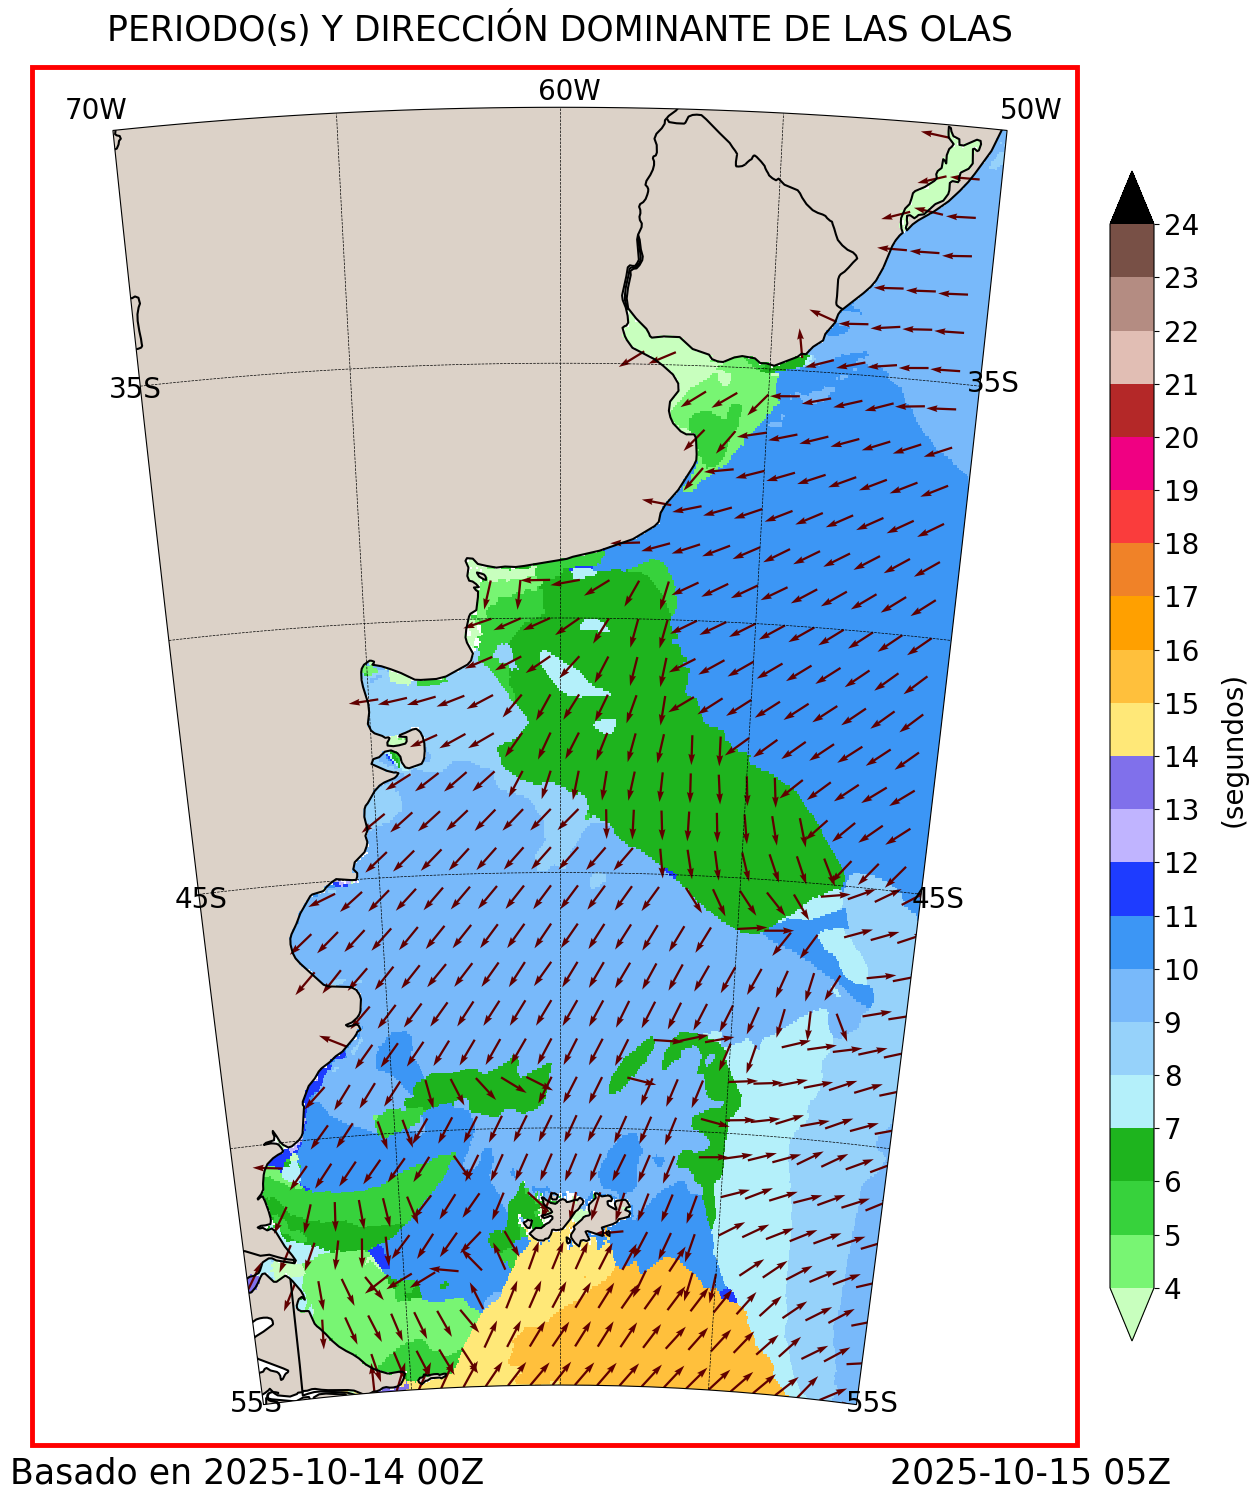 PERIODO(s) Y DIRECCIÓN DOMINANTE DE LAS OLAS
70W
60W
50W
35S
35S
45S
45S
55S
55S
24
23
22
21
20
19
18
17
16
15
14
13
12
11
10
9
8
7
6
5
4
(segundos)
Basado en 2025-10-14 00Z
2025-10-15 05Z